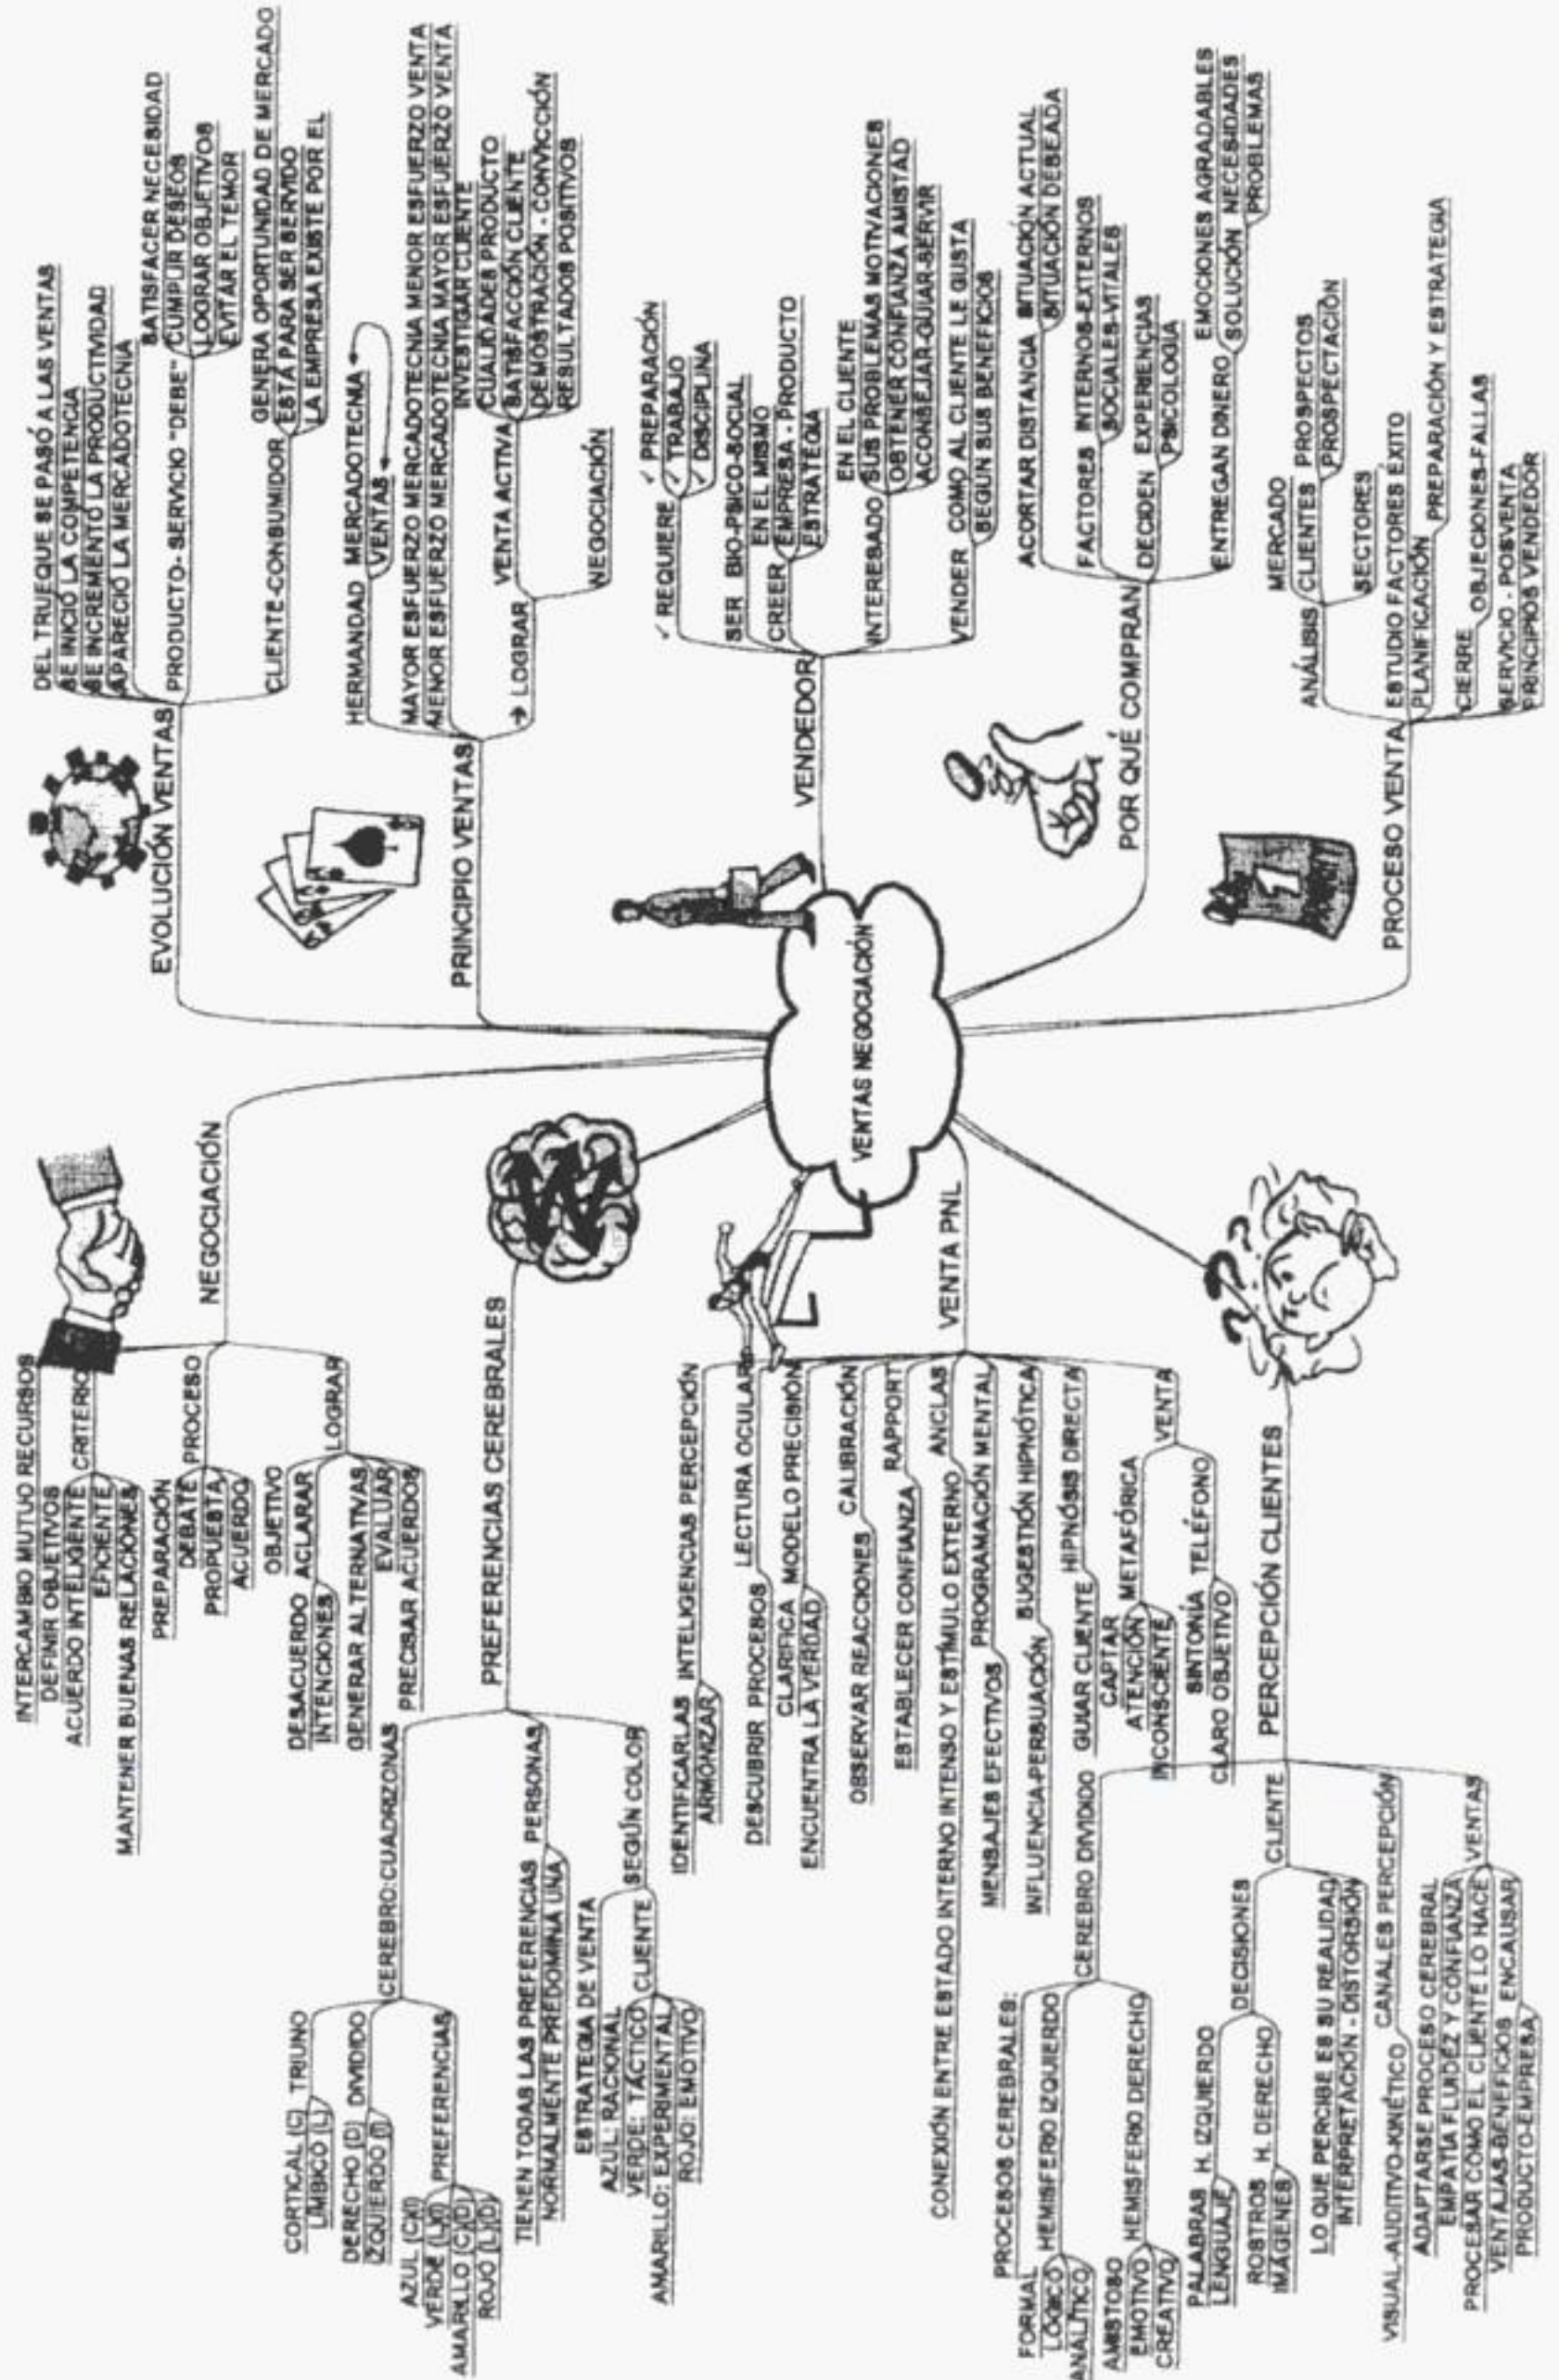 VENTAS NEGOCIACIÓN
EVOLUCIÓN VENTAS
DEL TRUEQUE SE PASÓ A LAS VENTAS
SE INICIÓ LA COMPETENCIA
SE INCREMENTÓ LA PRODUCTIVIDAD
APARECIÓ LA MERCADOTECNIA
PRODUCTO- SERVICIO "DEBE"
SATISFACER NECESIDAD
CUMPLIR DESEOS
LOGRAR OBJETIVOS
EVITAR EL TEMOR
CLIENTE-CONSUMIDOR
GENERA OPORTUNIDAD DE MERCADO
ESTÁ PARA SER SERVIDO
LA EMPRESA EXISTE POR EL
PRINCIPIO VENTAS
HERMANDAD
MERCADOTECNIA
VENTAS
MAYOR ESFUERZO MERCADOTECNIA MENOR ESFUERZO VENTA
MENOR ESFUERZO MERCADOTECNIA MAYOR ESFUERZO VENTA
→ LOGRAR
VENTA ACTIVA
INVESTIGAR CLIENTE
CUALIDADES PRODUCTO
SATISFACCIÓN CLIENTE
DEMOSTRACIÓN - CONVICCIÓN
RESULTADOS POSITIVOS
NEGOCIACIÓN
VENDEDOR
✓ REQUIERE
✓ PREPARACIÓN
✓ TRABAJO
✓ DISCIPLINA
SER BIO-PSICO-SOCIAL
CREER
EN EL MISMO
EMPRESA - PRODUCTO
ESTRATEGIA
INTERESADO
EN EL CLIENTE
SUS PROBLEMAS MOTIVACIONES
OBTENER CONFIANZA AMISTAD
ACONSEJAR-GUIAR-SERVIR
VENDER
COMO AL CLIENTE LE GUSTA
SEGUN SUS BENEFICIOS
POR QUÉ COMPRAN
ACORTAR DISTANCIA
SITUACIÓN ACTUAL
SITUACIÓN DESEADA
FACTORES
INTERNOS-EXTERNOS
SOCIALES-VITALES
DECIDEN
EXPERIENCIAS
PSICOLOGIA
ENTREGAN DINERO
EMOCIONES AGRADABLES
SOLUCIÓN
NECESIDADES
PROBLEMAS
PROCESO VENTA
ANÁLISIS
MERCADO
CLIENTES
PROSPECTOS
PROSPECTACIÓN
SECTORES
ESTUDIO FACTORES ÉXITO
PLANIFICACIÓN
PREPARACIÓN Y ESTRATEGIA
CIERRE
OBJECIONES-FALLAS
SERVICIO - POSVENTA
PRINCIPIOS VENDEDOR
NEGOCIACIÓN
INTERCAMBIO MUTUO RECURSOS
DEFINIR OBJETIVOS
CRITERIO
ACUERDO INTELIGENTE
EFICIENTE
MANTENER BUENAS RELACIONES
PROCESO
PREPARACIÓN
DEBATE
PROPUESTA
ACUERDO
LOGRAR
OBJETIVO
ACLARAR
DESACUERDO
INTENCIONES
GENERAR ALTERNATIVAS
EVALUAR
PRECISAR ACUERDOS
PREFERENCIAS CEREBRALES
CEREBRO:CUADRIZONAS
TRIUNO
CORTICAL (C)
LÍMBICO (L)
DIVIDIDO
DERECHO (D)
IZQUIERDO (I)
PREFERENCIAS
AZUL (C)(I)
VERDE (L)(I)
AMARILLO (C)(D)
ROJO (L)(D)
PERSONAS
TIENEN TODAS LAS PREFERENCIAS
NORMALMENTE PREDOMINA UNA
SEGÚN COLOR
ESTRATEGIA DE VENTA
CLIENTE
AZUL: RACIONAL
VERDE: TÁCTICO
AMARILLO: EXPERIMENTAL
ROJO: EMOTIVO
VENTA PNL
INTELIGENCIAS PERCEPCIÓN
IDENTIFICARLAS
ARMONIZAR
LECTURA OCULAR
DESCUBRIR PROCESOS
MODELO PRECISIÓN
CLARIFICA
ENCUENTRA LA VERDAD
CALIBRACIÓN
OBSERVAR REACCIONES
RAPPORT
ESTABLECER CONFIANZA
ANCLAS
CONEXIÓN ENTRE ESTADO INTERNO INTENSO Y ESTÍMULO EXTERNO
PROGRAMACIÓN MENTAL
MENSAJES EFECTIVOS
SUGESTIÓN HIPNÓTICA
INFLUENCIA-PERSUACIÓN
HIPNÓSIS DIRECTA
GUIAR CLIENTE
VENTA
METAFÓRICA
CAPTAR
ATENCIÓN
INCONSCIENTE
TELÉFONO
SINTONÍA
CLARO OBJETIVO
PERCEPCIÓN CLIENTES
CEREBRO DIVIDIDO
PROCESOS CEREBRALES:
HEMISFERIO IZQUIERDO
FORMAL
LÓGICO
ANALÍTICO
HEMISFERIO DERECHO
AMISTOSO
EMOTIVO
CREATIVO
CLIENTE
DECISIONES
H. IZQUIERDO
PALABRAS
LENGUAJE
H. DERECHO
ROSTROS
IMÁGENES
LO QUE PERCIBE ES SU REALIDAD
INTERPRETACIÓN - DISTORSIÓN
CANALES PERCEPCIÓN
VISUAL-AUDITIVO-KINÉTICO
VENTAS
ADAPTARSE PROCESO CEREBRAL
EMPATÍA FLUIDÉZ Y CONFIANZA
PROCESAR COMO EL CLIENTE LO HACE
ENCAUSAR
VENTAJAS-BENEFICIOS
PRODUCTO-EMPRESA
1